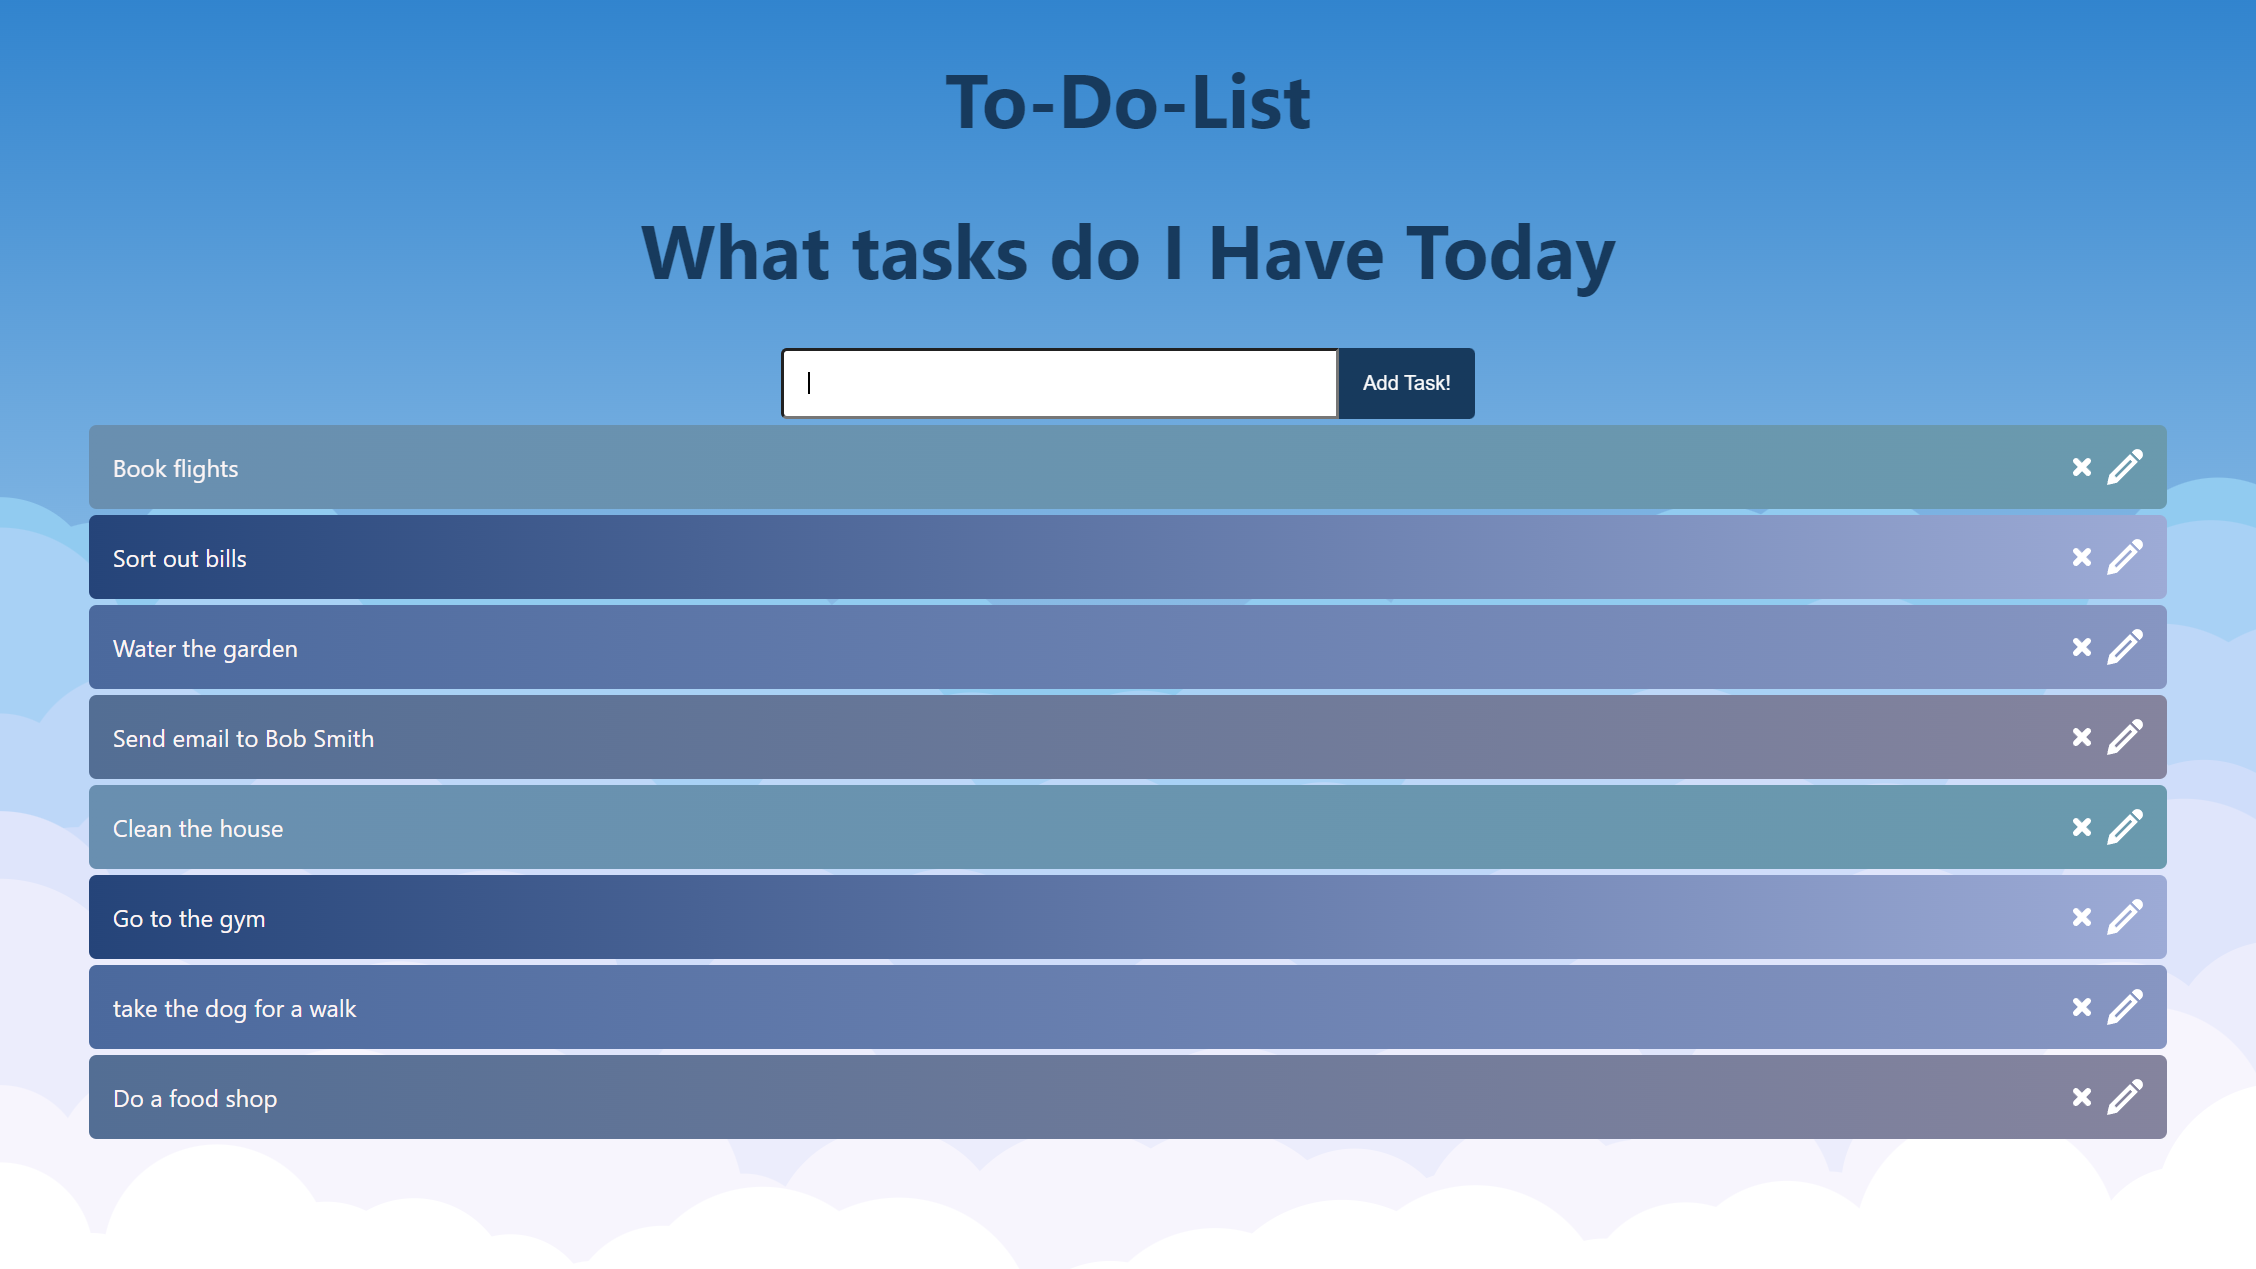 To-Do-List
What tasks do I Have Today
Add Task!
Book flights
Sort out bills
Water the garden
Send email to Bob Smith
Clean the house
Go to the gym
take the dog for a walk
Do a food shop